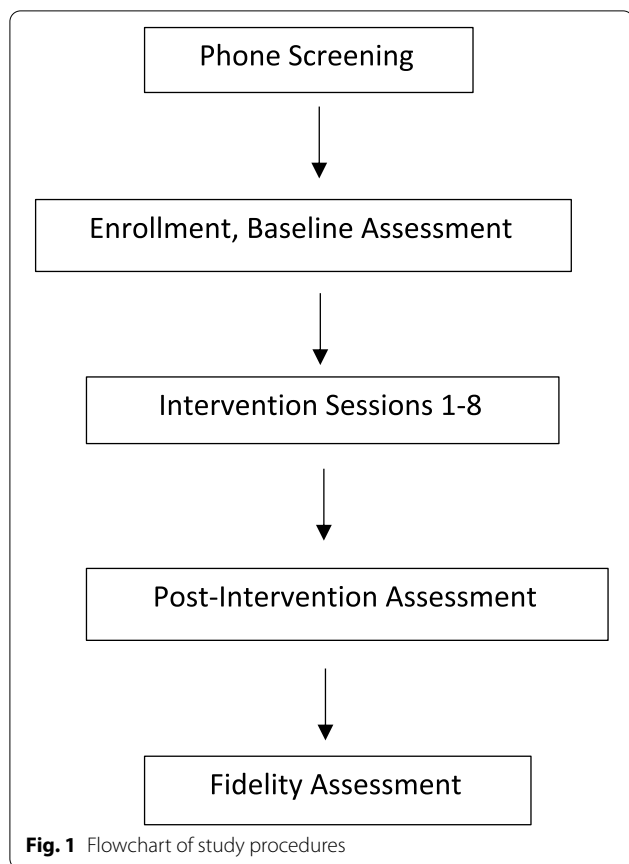 Phone Screening
Enrollment, Baseline Assessment
Intervention Sessions 1-8
Post-Intervention Assessment
Fidelity Assessment
Fig. 1 Flowchart of study procedures